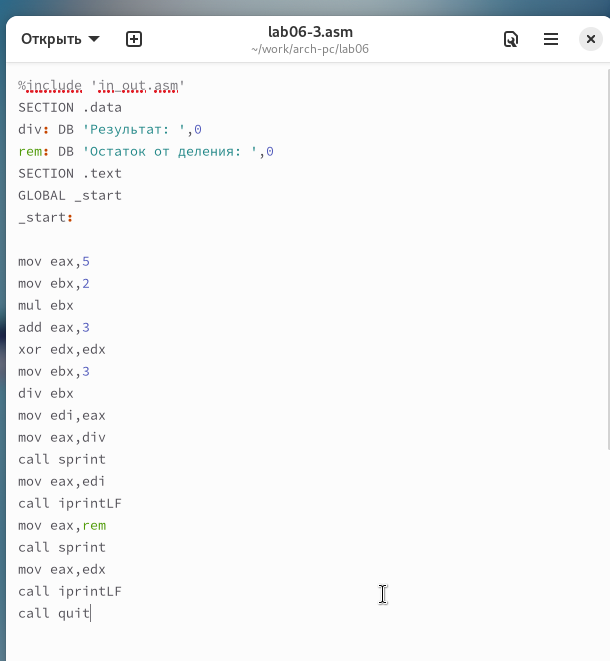 Открыть
lab06-3.asm
~/work/arch-pc/lab06
%include 'in_out.asm'
SECTION .data
div: DB 'Результат: ',0
rem: DB 'Остаток от деления: ',0
SECTION .text
GLOBAL _start
_start:
mov eax,5
mov ebx,2
mul ebx
add eax,3
xor edx,edx
mov ebx,3
div ebx
mov edi,eax
mov eax,div
call sprint
mov eax,edi
call iprintLF
mov eax,rem
call sprint
mov eax,edx
call iprintLF
call quit